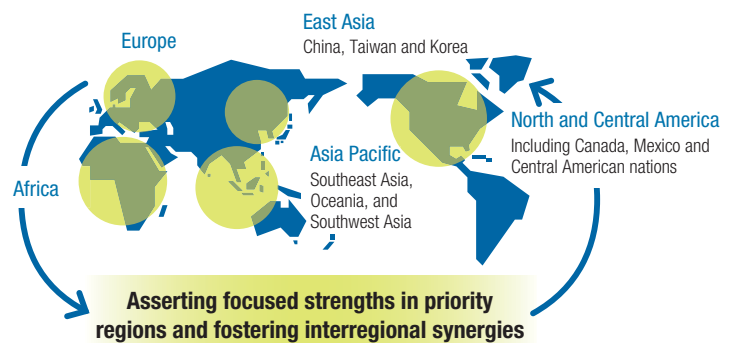 East Asia
China, Taiwan and Korea
Europe
North and Central America
Including Canada, Mexico and
Central American nations
Asia Pacific
Southeast Asia,
Oceania, and
Southwest Asia
Africa
Asserting focused strengths in priority
regions and fostering interregional synergies